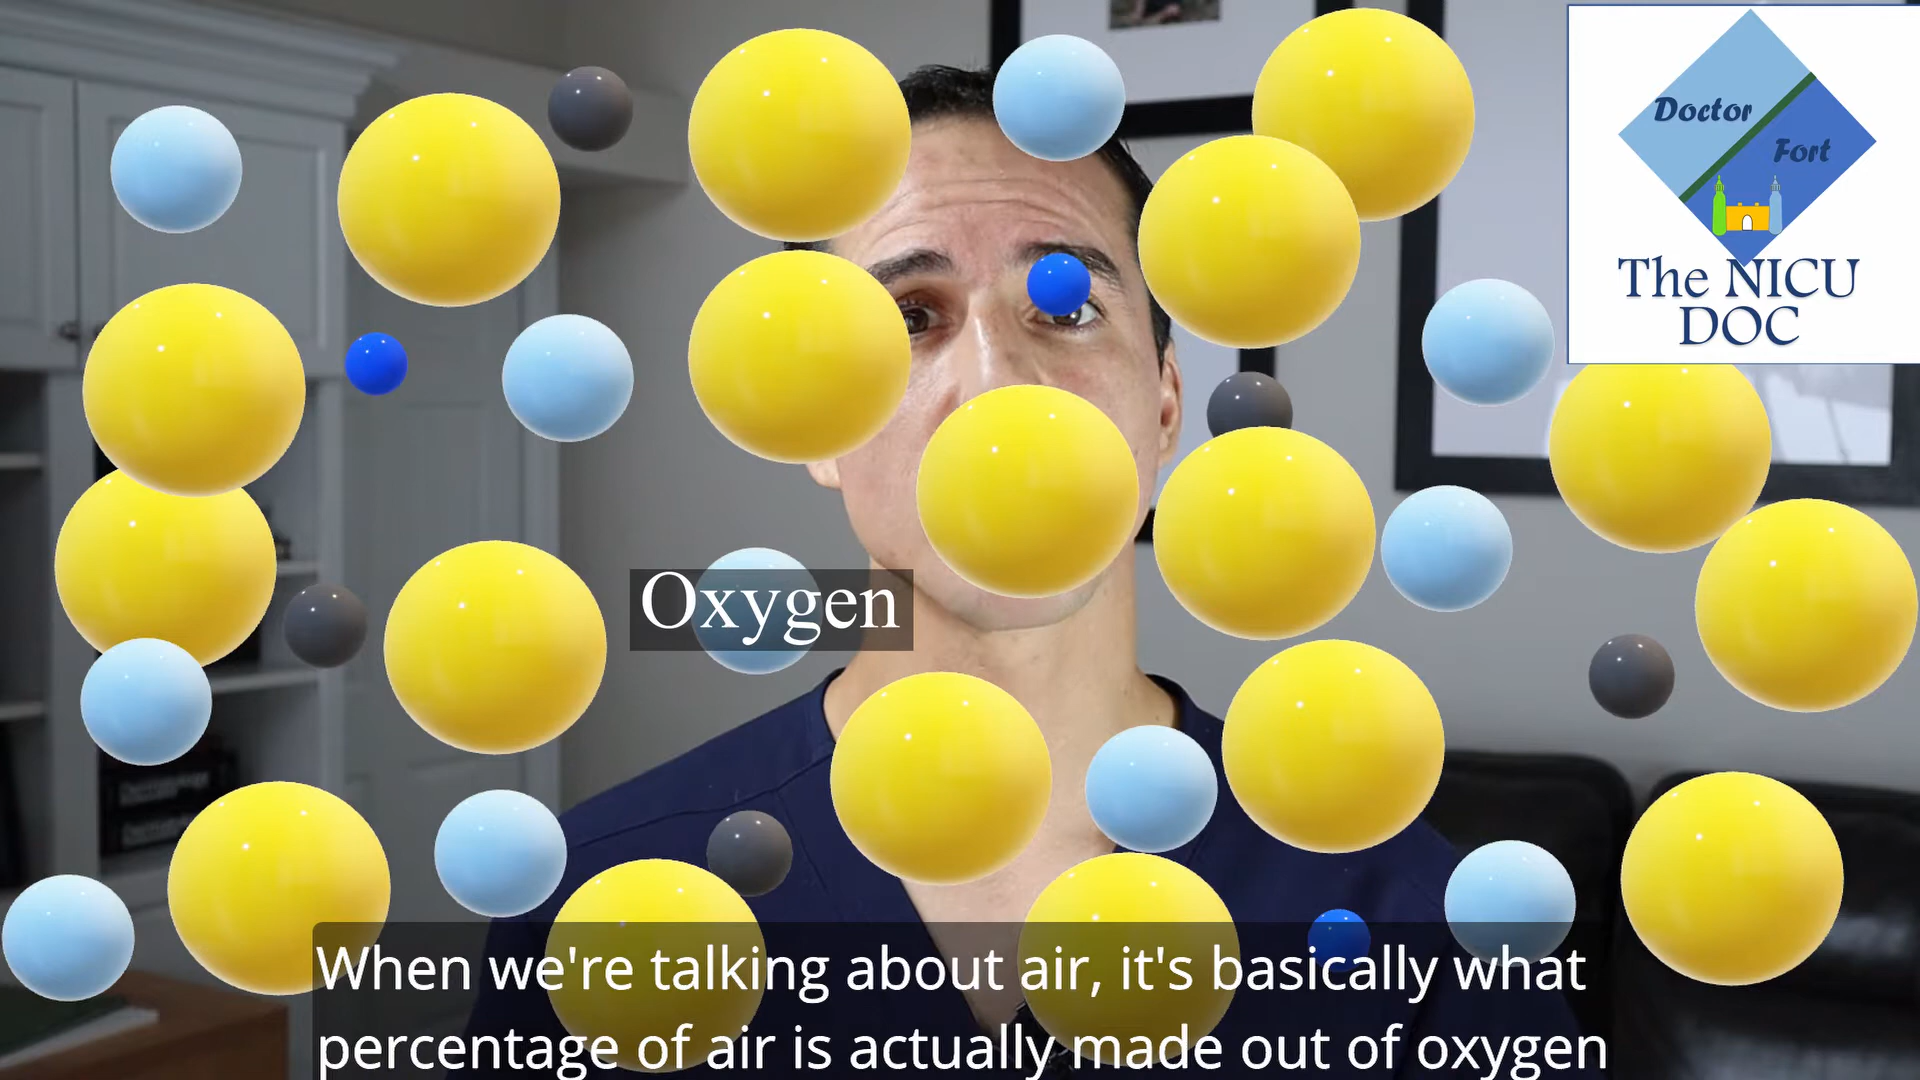 Doctor
Fort
The NICU
DOC
Oxygen
When we're talking about air, it's basically what
percentage of air is actually made out of oxygen